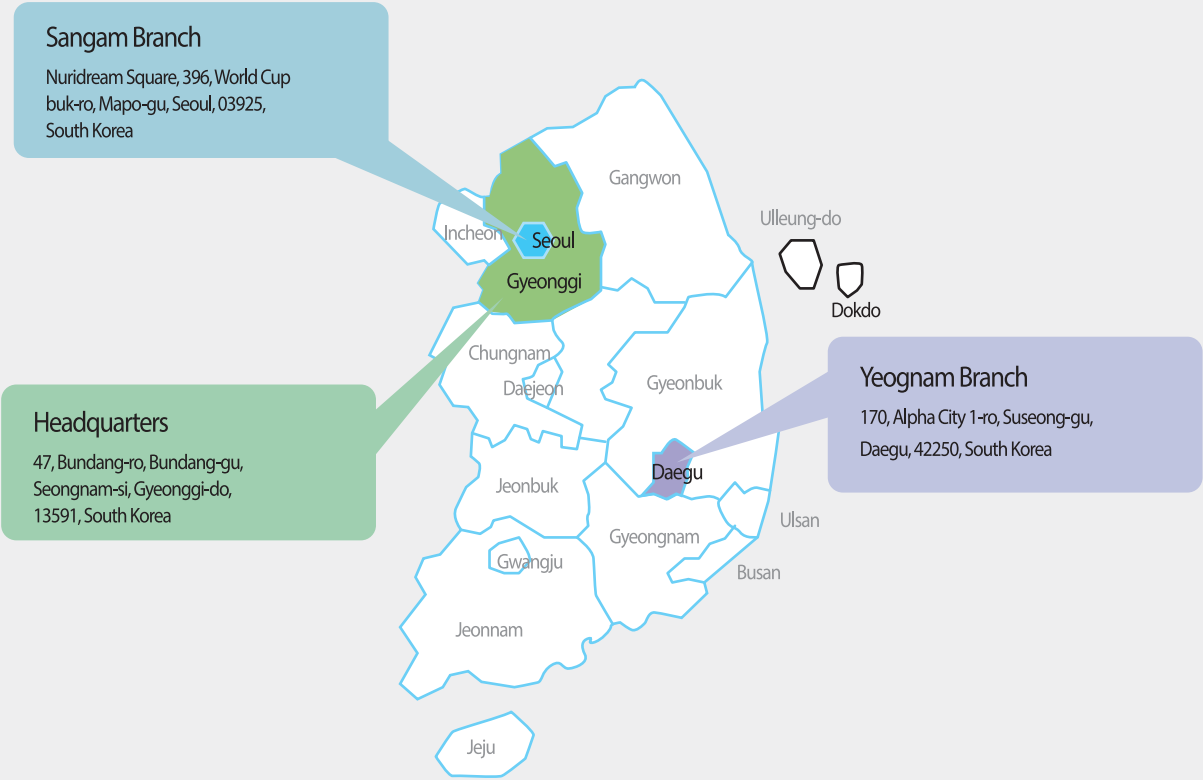 Sangam Branch
Nuridream Square, 396, World Cup
buk-ro, Mapo-gu, Seoul, 03925,
South Korea
Gangwon
Ulleung-do
Incheon
Seoul
Gyeonggi
Dokdo
Chungnam
Daejeon
Gyeonbuk
Yeognam Branch
170, Alpha City 1-ro, Suseong-gu,
Daegu, 42250, South Korea
Headquarters
47, Bundang-ro, Bundang-gu,
Seongnam-si, Gyeonggi-do,
13591, South Korea
Daegu
Jeonbuk
Ulsan
Gyeongnam
Gwangju
Busan
Jeonnam
Jeju